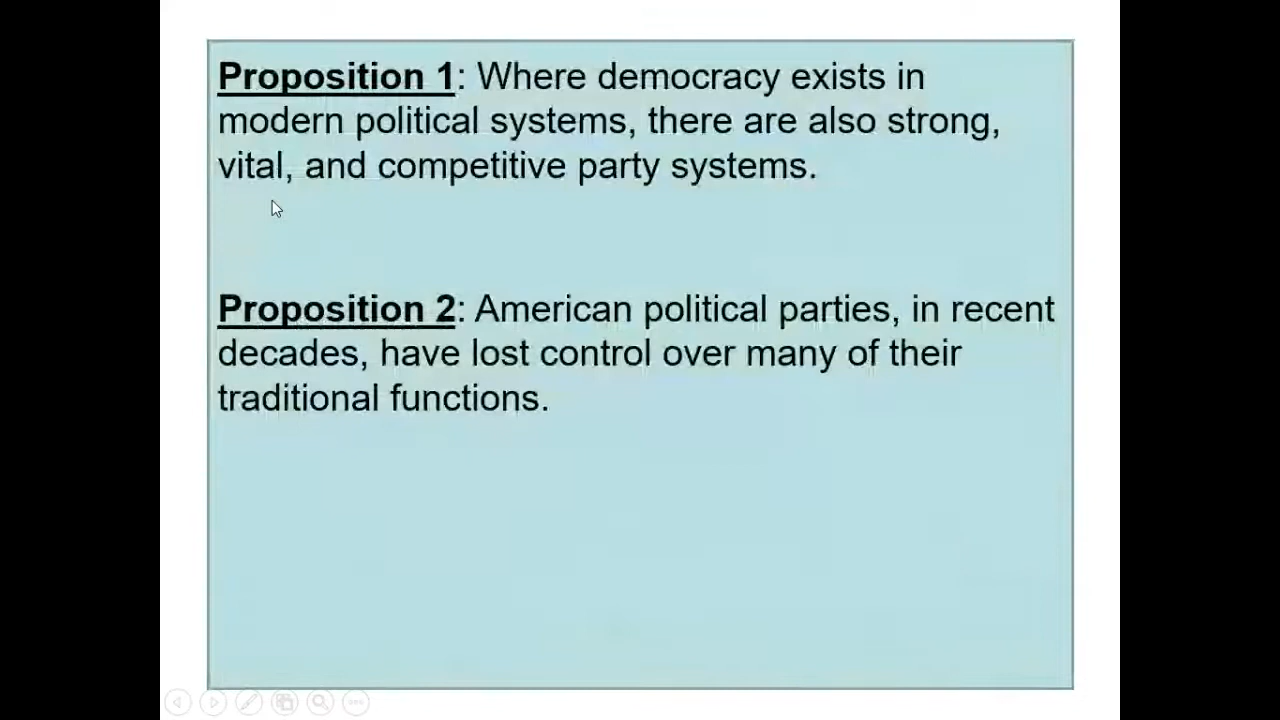 Proposition 1: Where democracy exists in
modern political systems, there are also strong,
vital, and competitive party systems.
Proposition 2: American political parties, in recent
decades, have lost control over many of their
traditional functions.